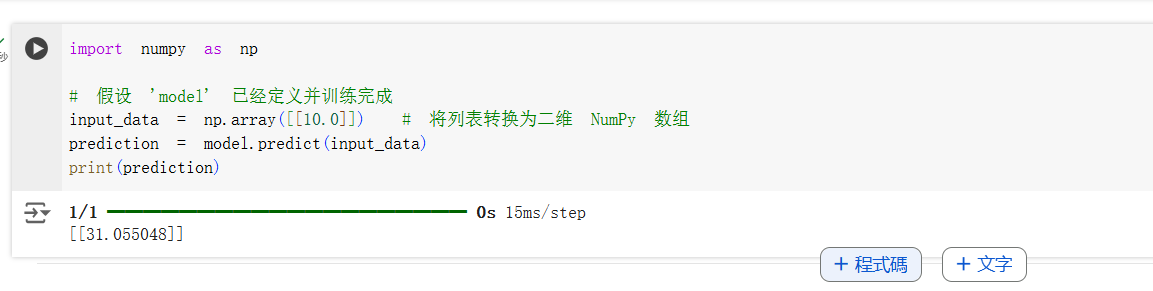 import numpy as np
秒
# 假设 'model' 已经定义并训练完成
input_data = np.array([[10.0]]) # 将列表转换为二维 NumPy 数组
prediction = model.predict(input_data)
print(prediction)
1/1 0s 15ms/step
[[31.055048]]
+ 程式碼 + 文字